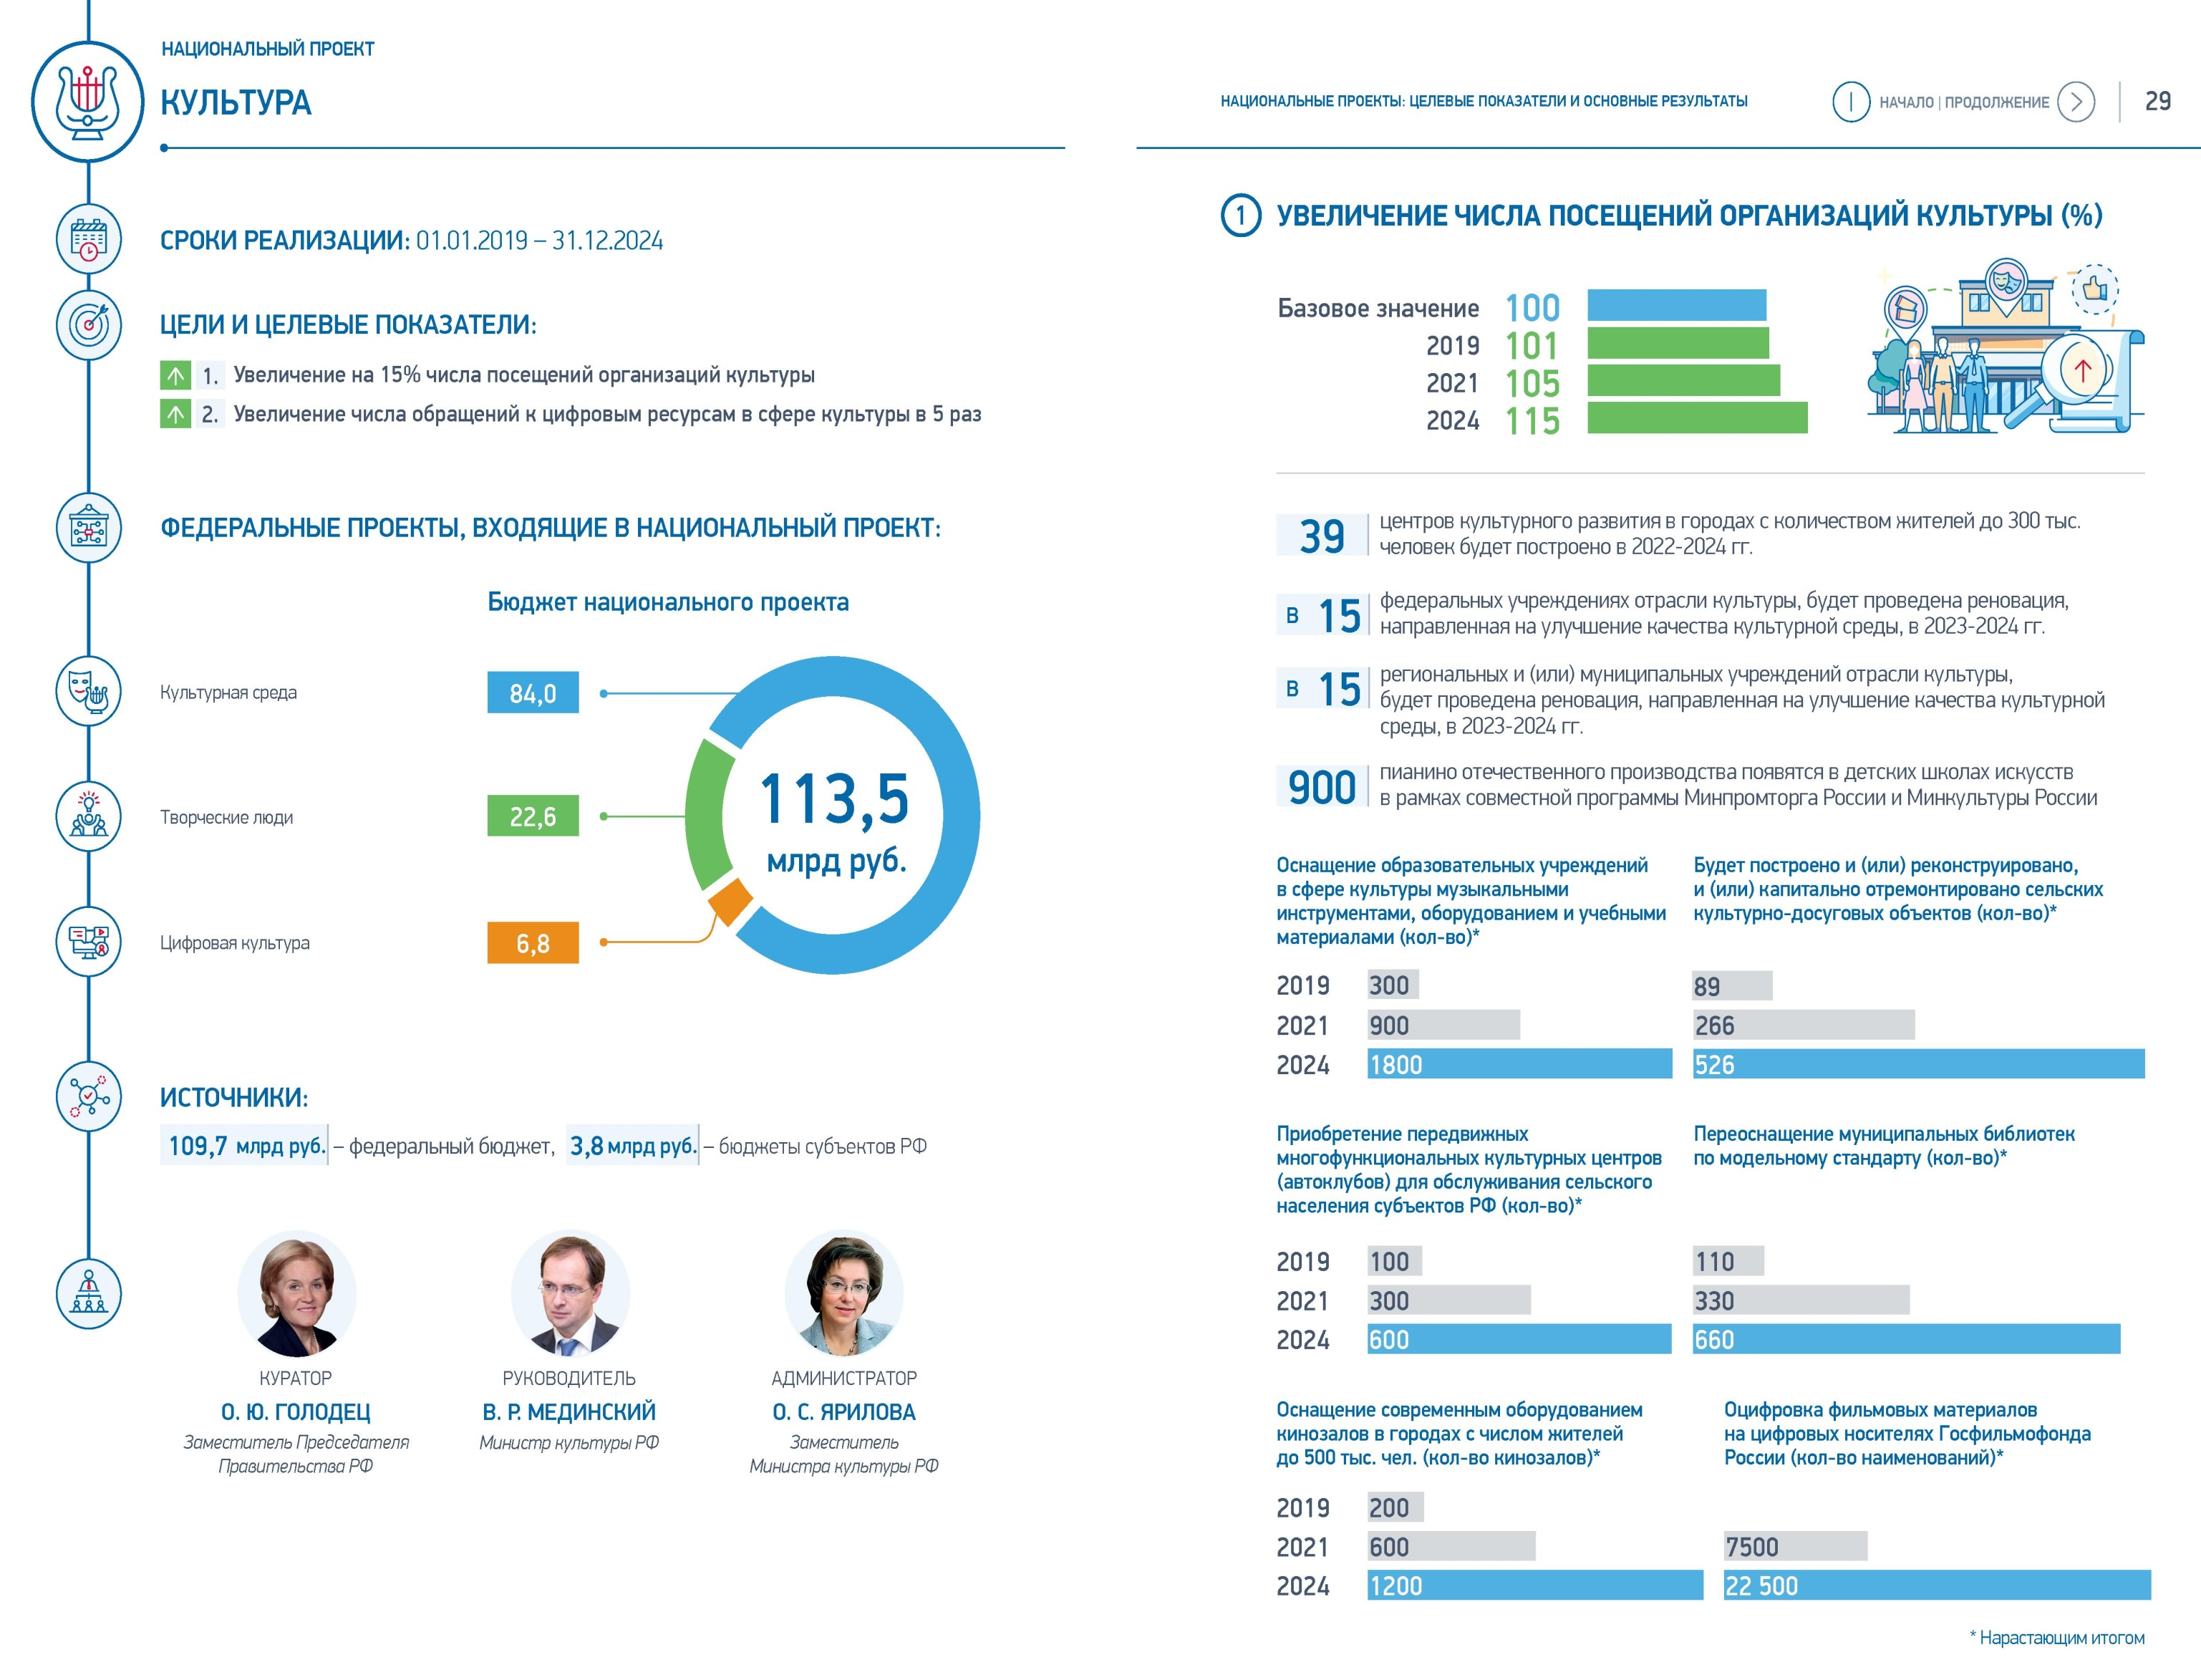 НАЦИОНАЛЬНЫЙ ПРОЕКТ
КУЛЬТУРА
СРОКИ РЕАЛИЗАЦИИ: 01.01.2019 – 31.12.2024
ЦЕЛИ И ЦЕЛЕВЫЕ ПОКАЗАТЕЛИ:
1. Увеличение на 15% числа посещений организаций культуры
2. Увеличение числа обращений к цифровым ресурсам в сфере культуры в 5 раз
ФЕДЕРАЛЬНЫЕ ПРОЕКТЫ, ВХОДЯЩИЕ В НАЦИОНАЛЬНЫЙ ПРОЕКТ:
Бюджет национального проекта
Культурная среда 84,0
Творческие люди 22,6
Цифровая культура 6,8
113,5
млрд руб.
ИСТОЧНИКИ:
109,7 млрд руб. – федеральный бюджет, 3,8 млрд руб. – бюджеты субъектов РФ
КУРАТОР
О. Ю. ГОЛОДЕЦ
Заместитель Председателя
Правительства РФ
РУКОВОДИТЕЛЬ
В. Р. МЕДИНСКИЙ
Министр культуры РФ
АДМИНИСТРАТОР
О. С. ЯРИЛОВА
Заместитель
Министра культуры РФ
НАЦИОНАЛЬНЫЕ ПРОЕКТЫ: ЦЕЛЕВЫЕ ПОКАЗАТЕЛИ И ОСНОВНЫЕ РЕЗУЛЬТАТЫ
НАЧАЛО | ПРОДОЛЖЕНИЕ
29
1 УВЕЛИЧЕНИЕ ЧИСЛА ПОСЕЩЕНИЙ ОРГАНИЗАЦИЙ КУЛЬТУРЫ (%)
Базовое значение 100
2019 101
2021 105
2024 115
39 центров культурного развития в городах с количеством жителей до 300 тыс.
человек будет построено в 2022-2024 гг.
В 15 федеральных учреждениях отрасли культуры, будет проведена реновация,
направленная на улучшение качества культурной среды, в 2023-2024 гг.
В 15 региональных и (или) муниципальных учреждений отрасли культуры,
будет проведена реновация, направленная на улучшение качества культурной
среды, в 2023-2024 гг.
900 пианино отечественного производства появятся в детских школах искусств
в рамках совместной программы Минпромторга России и Минкультуры России
Оснащение образовательных учреждений
в сфере культуры музыкальными
инструментами, оборудованием и учебными
материалами (кол-во)*
2019 300
2021 900
2024 1800
Будет построено и (или) реконструировано,
и (или) капитально отремонтировано сельских
культурно-досуговых объектов (кол-во)*
89
266
526
Приобретение передвижных
многофункциональных культурных центров
(автоклубов) для обслуживания сельского
населения субъектов РФ (кол-во)*
2019 100
2021 300
2024 600
Переоснащение муниципальных библиотек
по модельному стандарту (кол-во)*
110
330
660
Оснащение современным оборудованием
кинозалов в городах с числом жителей
до 500 тыс. чел. (кол-во кинозалов)*
2019 200
2021 600
2024 1200
Оцифровка фильмовых материалов
на цифровых носителях Госфильмофонда
России (кол-во наименований)*
7500
22 500
* Нарастающим итогом